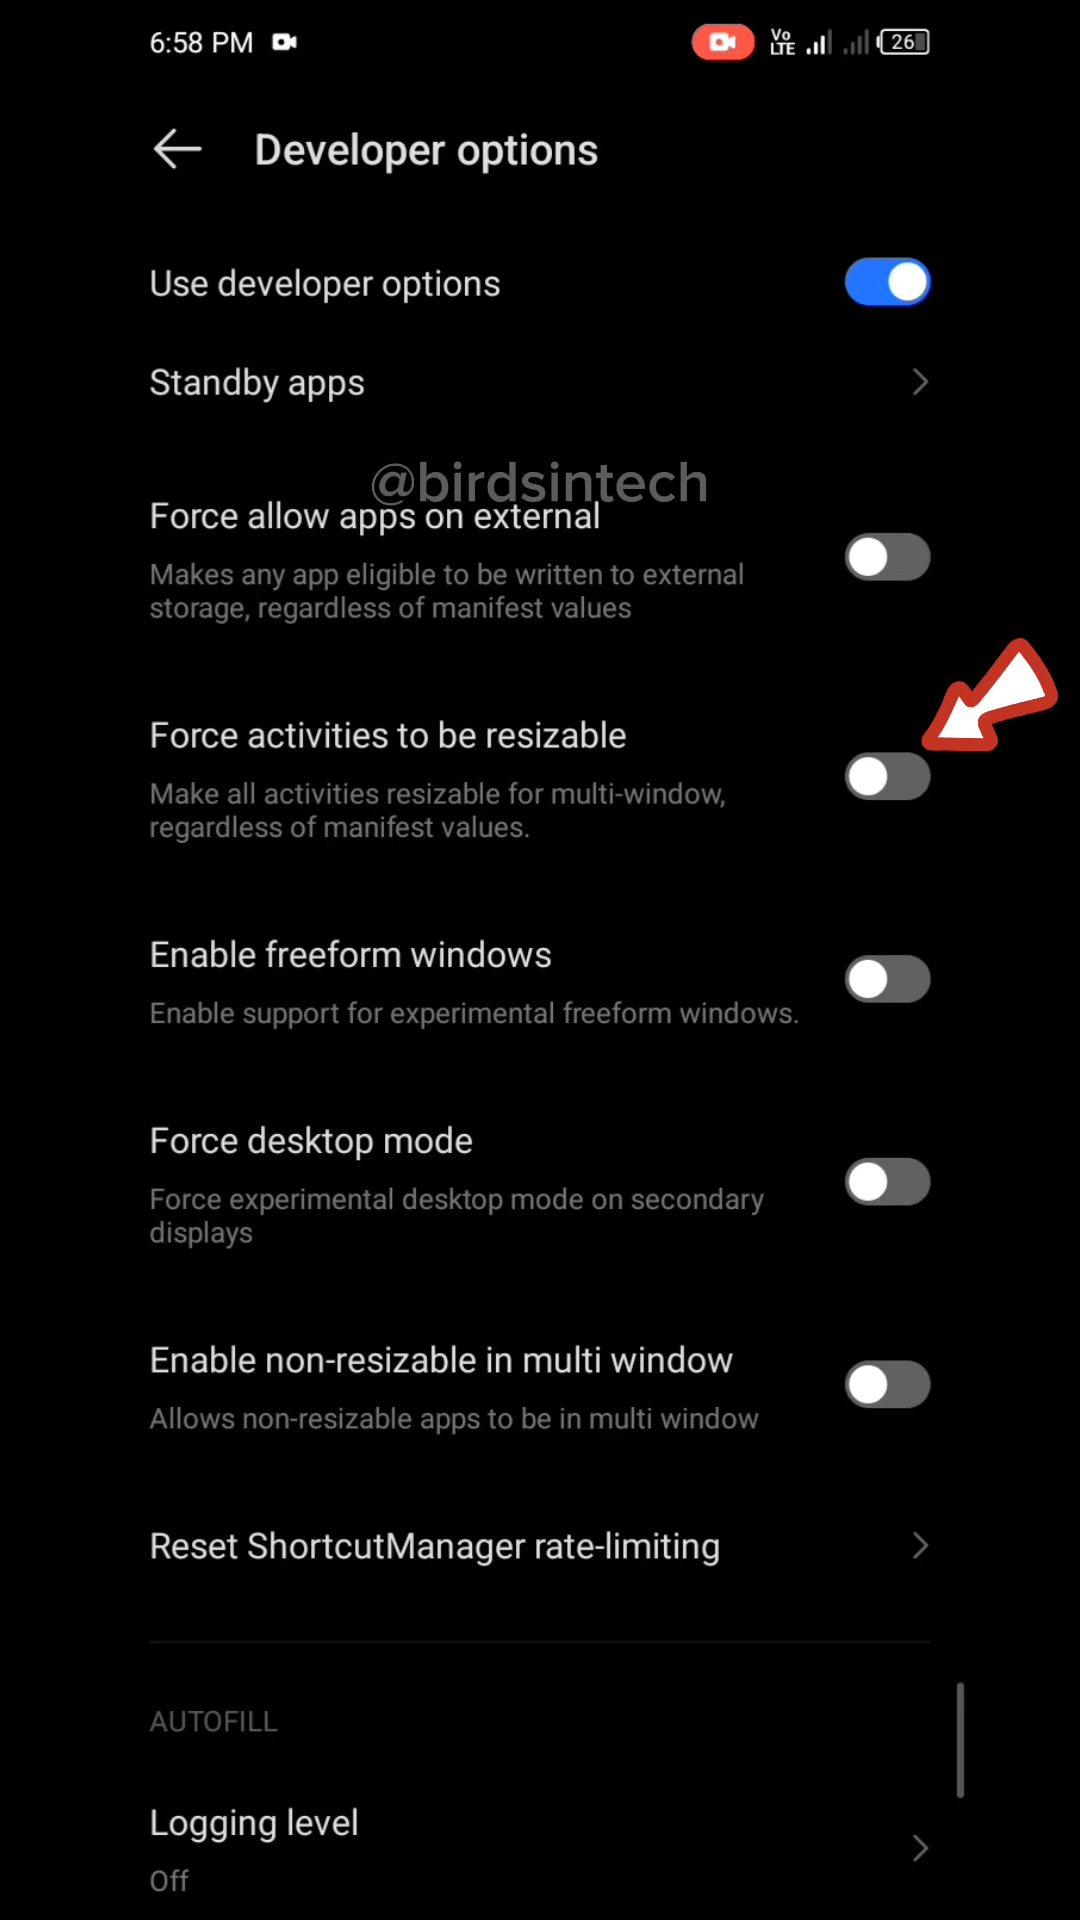 6:58 PM
Vo
LTE
26
Developer options
Use developer options
Standby apps
@birdsintech
Force allow apps on external
Makes any app eligible to be written to external
storage, regardless of manifest values
Force activities to be resizable
Make all activities resizable for multi-window,
regardless of manifest values.
Enable freeform windows
Enable support for experimental freeform windows.
Force desktop mode
Force experimental desktop mode on secondary
displays
Enable non-resizable in multi window
Allows non-resizable apps to be in multi window
Reset ShortcutManager rate-limiting
AUTOFILL
Logging level
Off